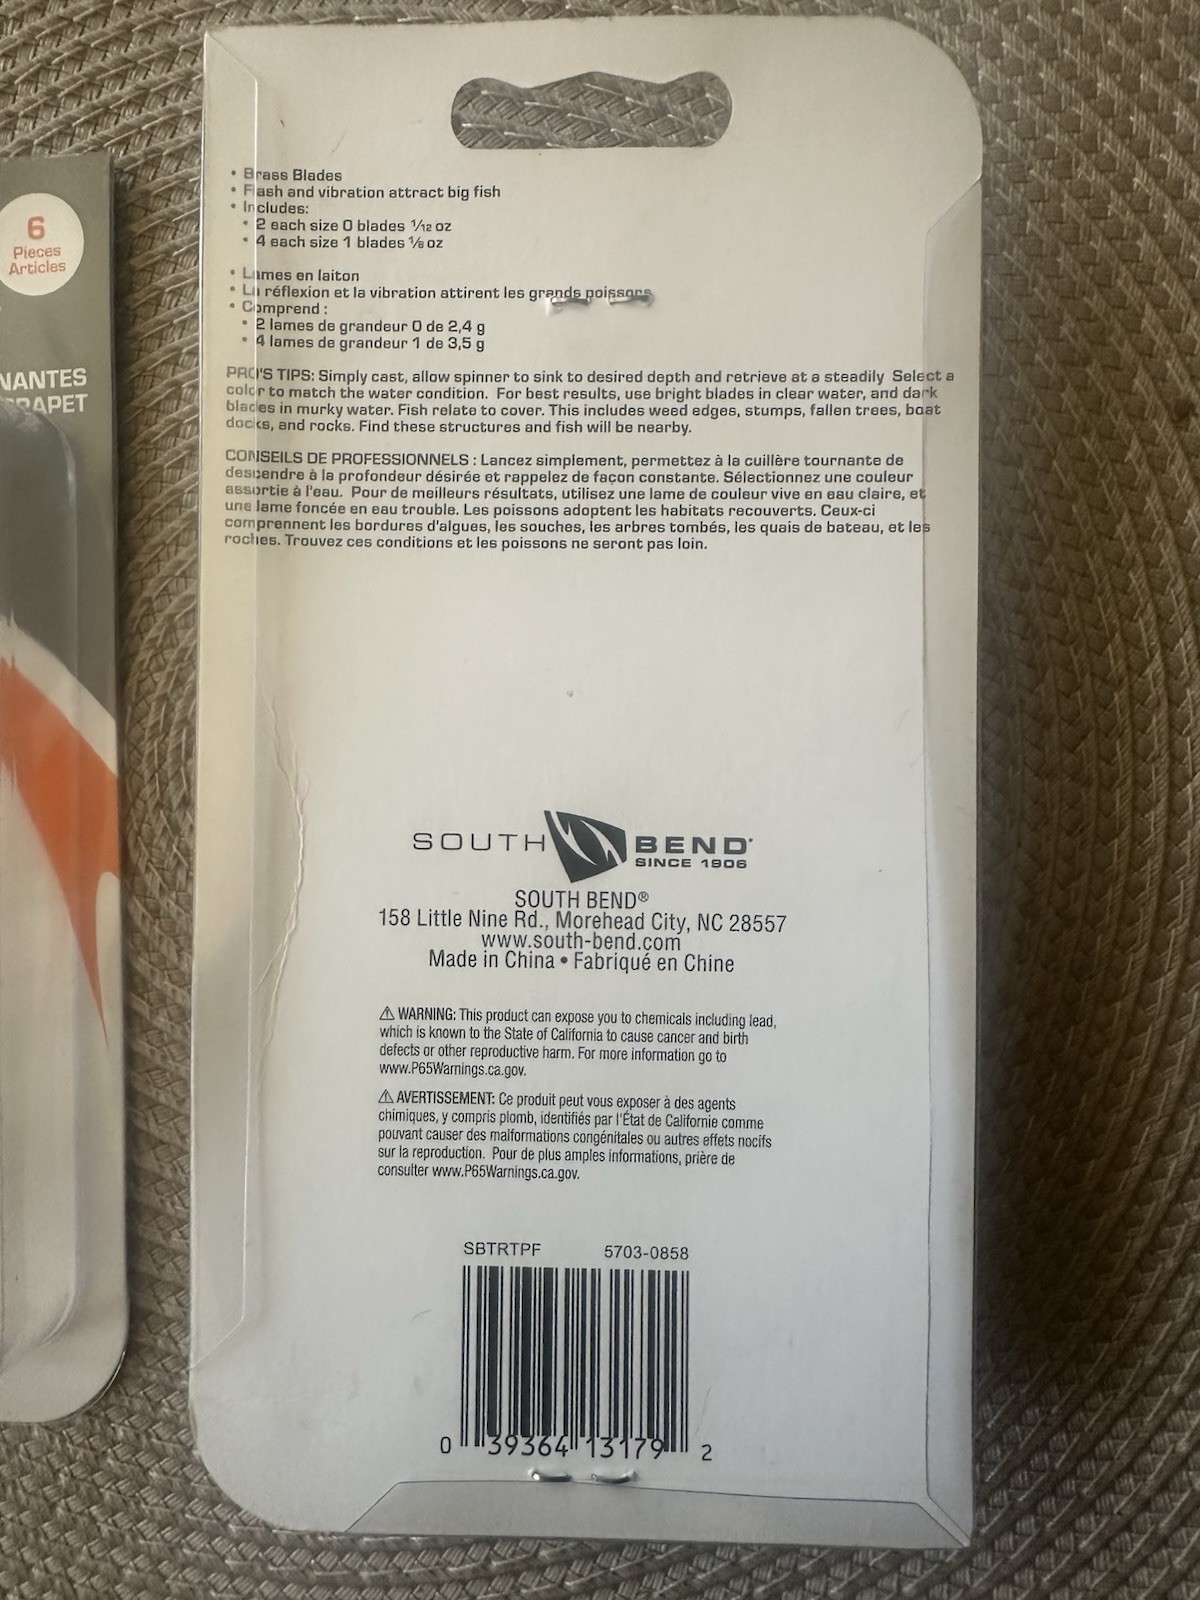 6
Pieces
Articles
NANTES
RAPET
• Brass Blades
• Flash and vibration attract big fish
• Includes:
• 2 each size 0 blades 1/12 oz
• 4 each size 1 blades 1/8 oz
• Lames en laiton
• La réflexion et la vibration attirent les grands poissons
• Comprend :
• 2 lames de grandeur 0 de 2,4 g
• 4 lames de grandeur 1 de 3,5 g
PRO'S TIPS: Simply cast, allow spinner to sink to desired depth and retrieve at a steadily Select a
color to match the water condition. For best results, use bright blades in clear water, and dark
blades in murky water. Fish relate to cover. This includes weed edges, stumps, fallen trees, boat
docks, and rocks. Find these structures and fish will be nearby.
CONSEILS DE PROFESSIONNELS : Lancez simplement, permettez à la cuillère tournante de
descendre à la profondeur désirée et rappelez de façon constante. Sélectionnez une couleur
assortie à l'eau. Pour de meilleurs résultats, utilisez une lame de couleur vive en eau claire, et
une lame foncée en eau trouble. Les poissons adoptent les habitats recouverts. Ceux-ci
comprennent les bordures d'algues, les souches, les arbres tombés, les quais de bateau, et les
roches. Trouvez ces conditions et les poissons ne seront pas loin.
SOUTH BEND®
SINCE 1906
SOUTH BEND®
158 Little Nine Rd., Morehead City, NC 28557
www.south-bend.com
Made in China • Fabriqué en Chine
⚠ WARNING: This product can expose you to chemicals including lead,
which is known to the State of California to cause cancer and birth
defects or other reproductive harm. For more information go to
www.P65Warnings.ca.gov.
⚠ AVERTISSEMENT: Ce produit peut vous exposer à des agents
chimiques, y compris plomb, identifiés par l'État de Californie comme
pouvant causer des malformations congénitales ou autres effets nocifs
sur la reproduction. Pour de plus amples informations, prière de
consulter www.P65Warnings.ca.gov.
SBTRTPF 5703-0858
0 39364 13179 2